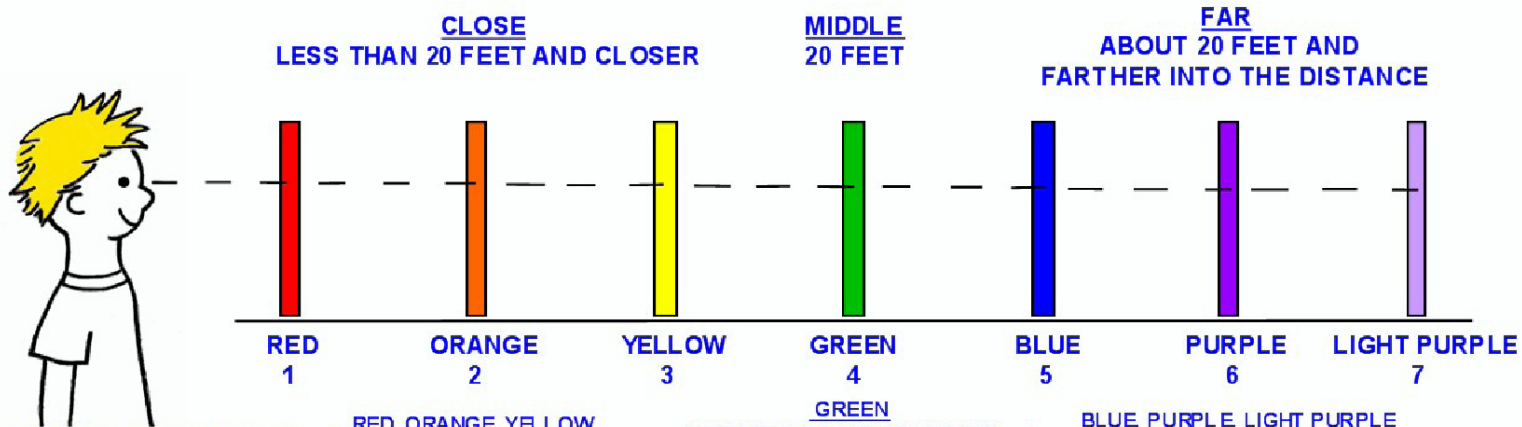 CLOSE
LESS THAN 20 FEET AND CLOSER
MIDDLE
20 FEET
FAR
ABOUT 20 FEET AND
FARTHER INTO THE DISTANCE
RED
1
ORANGE
2
YELLOW
3
GREEN
4
BLUE
5
PURPLE
6
LIGHT PURPLE
7
RED ORANGE YELLOW
GREEN
BLUE PURPLE LIGHT PURPLE